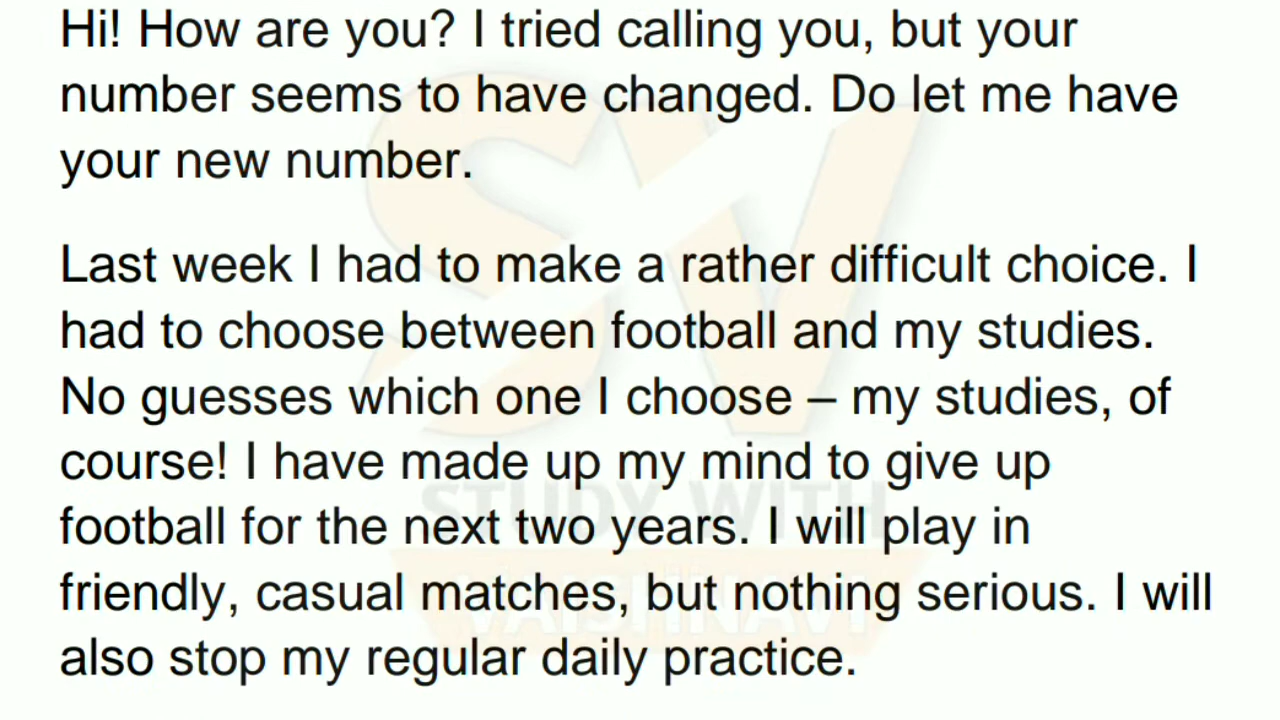 Hi! How are you? I tried calling you, but your
number seems to have changed. Do let me have
your new number.
Last week I had to make a rather difficult choice. I
had to choose between football and my studies.
No guesses which one I choose – my studies, of
course! I have made up my mind to give up
football for the next two years. I will play in
friendly, casual matches, but nothing serious. I will
also stop my regular daily practice.
SV
STUDY WITH
VAISHNAVI